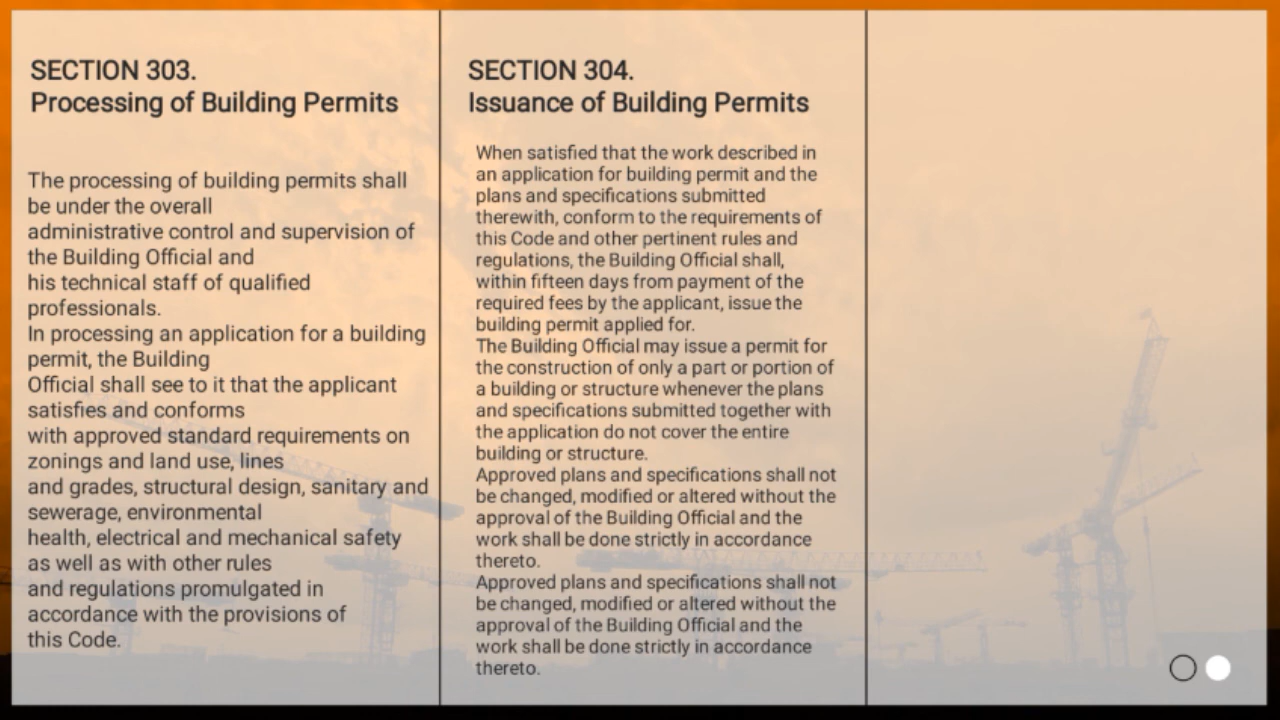 SECTION 303.
Processing of Building Permits
The processing of building permits shall
be under the overall
administrative control and supervision of
the Building Official and
his technical staff of qualified
professionals.
In processing an application for a building
permit, the Building
Official shall see to it that the applicant
satisfies and conforms
with approved standard requirements on
zonings and land use, lines
and grades, structural design, sanitary and
sewerage, environmental
health, electrical and mechanical safety
as well as with other rules
and regulations promulgated in
accordance with the provisions of
this Code.
SECTION 304.
Issuance of Building Permits
When satisfied that the work described in
an application for building permit and the
plans and specifications submitted
therewith, conform to the requirements of
this Code and other pertinent rules and
regulations, the Building Official shall,
within fifteen days from payment of the
required fees by the applicant, issue the
building permit applied for.
The Building Official may issue a permit for
the construction of only a part or portion of
a building or structure whenever the plans
and specifications submitted together with
the application do not cover the entire
building or structure.
Approved plans and specifications shall not
be changed, modified or altered without the
approval of the Building Official and the
work shall be done strictly in accordance
thereto.
Approved plans and specifications shall not
be changed, modified or altered without the
approval of the Building Official and the
work shall be done strictly in accordance
thereto.